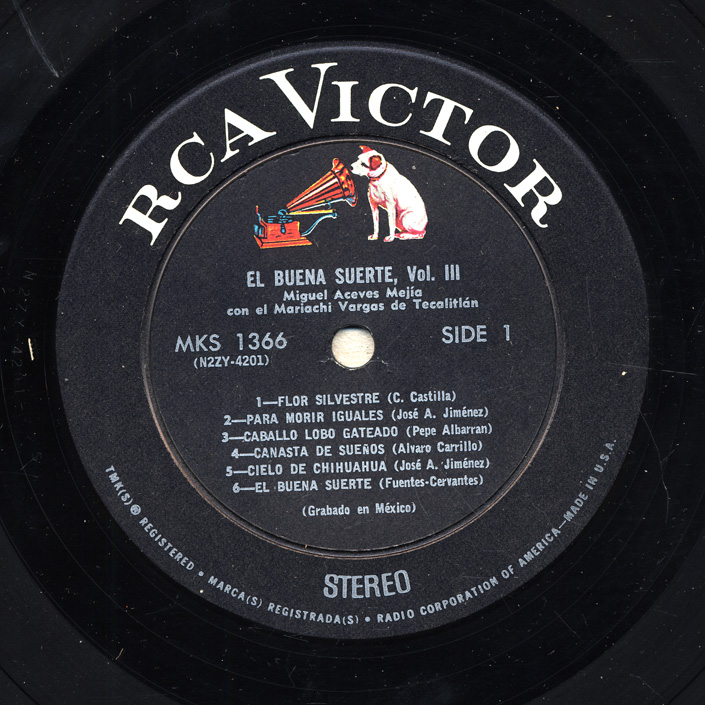 RCA VICTOR
EL BUENA SUERTE, Vol. III
Miguel Aceves Mejía
con el Mariachi Vargas de Tecalitlán
MKS 1366
(N2ZY-4201)
SIDE 1
1—FLOR SILVESTRE (C. Castilla)
2—PARA MORIR IGUALES (José A. Jiménez)
3—CABALLO LOBO GATEADO (Pepe Albarran)
4—CANASTA DE SUEÑOS (Alvaro Carrillo)
5—CIELO DE CHIHUAHUA (José A. Jiménez)
6—EL BUENA SUERTE (Fuentes-Cervantes)
(Grabado en México)
STEREO
TMK(S) ® REGISTERED • MARCA(S) REGISTRADA(S) • RADIO CORPORATION OF AMERICA—MADE IN U.S.A.